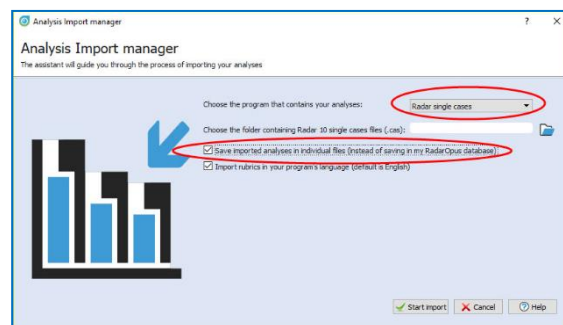 Analysis Import manager
Analysis Import manager
The assistant will guide you through the process of importing your analyses
Choose the program that contains your analyses: Radar single cases
Choose the folder containing Radar 10 single cases files (.cas):
Save imported analyses in individual files (instead of saving in my RadarOpus database):
Import rubrics in your program's language (default is English)
Start import Cancel Help